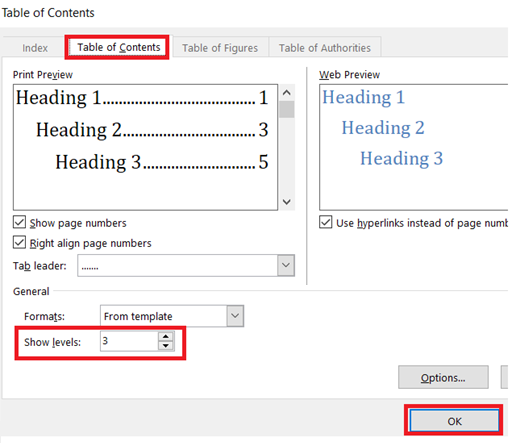 Table of Contents
Index Table of Contents Table of Figures Table of Authorities
Print Preview Web Preview
Heading 1........................................ 1 Heading 1
Heading 2................................... 3 Heading 2
Heading 3............................. 5 Heading 3
Show page numbers Use hyperlinks instead of page
Right align page numbers
Tab leader: .......
General
Formats: From template
Show levels: 3
Options...
OK